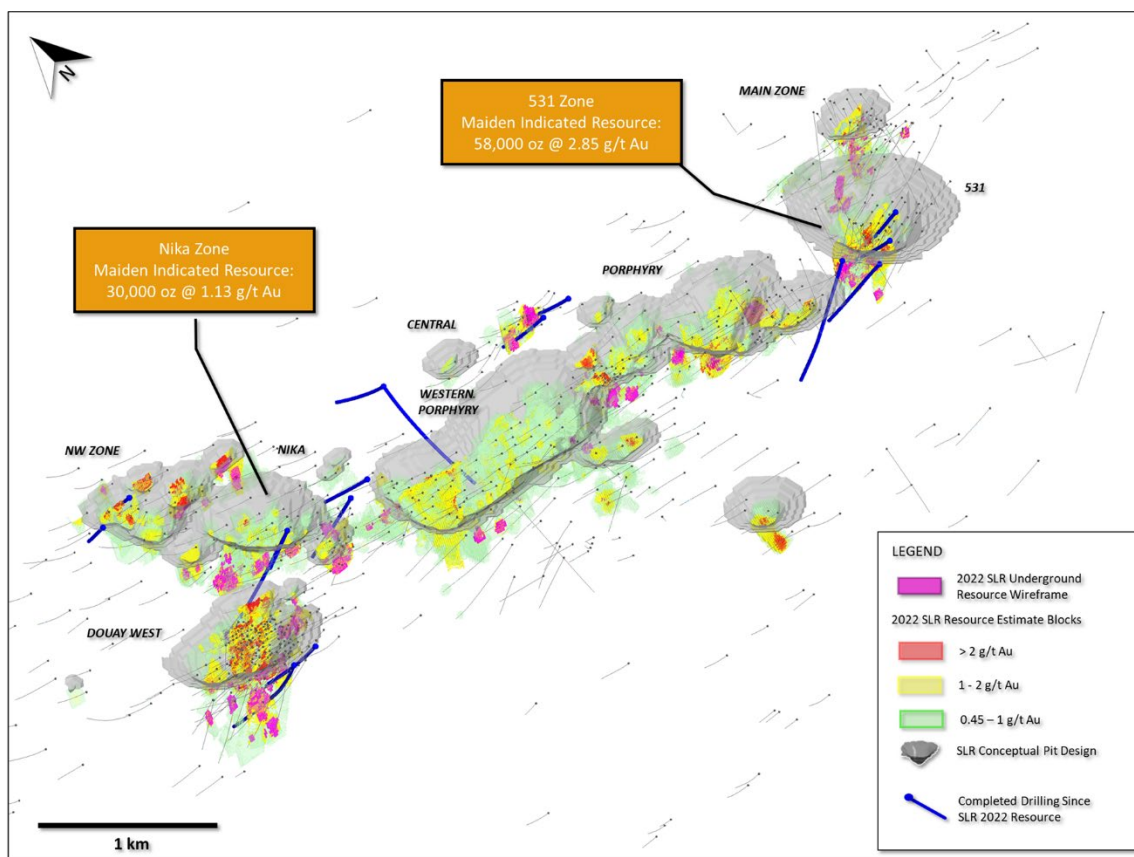 N
MAIN ZONE
531 Zone
Maiden Indicated Resource:
58,000 oz @ 2.85 g/t Au
531
Nika Zone
Maiden Indicated Resource:
30,000 oz @ 1.13 g/t Au
PORPHYRY
CENTRAL
WESTERN
PORPHYRY
NW ZONE
NIKA
DOUAY WEST
LEGEND
2022 SLR Underground
Resource Wireframe
2022 SLR Resource Estimate Blocks
> 2 g/t Au
1 - 2 g/t Au
0.45 – 1 g/t Au
SLR Conceptual Pit Design
Completed Drilling Since
SLR 2022 Resource
1 km